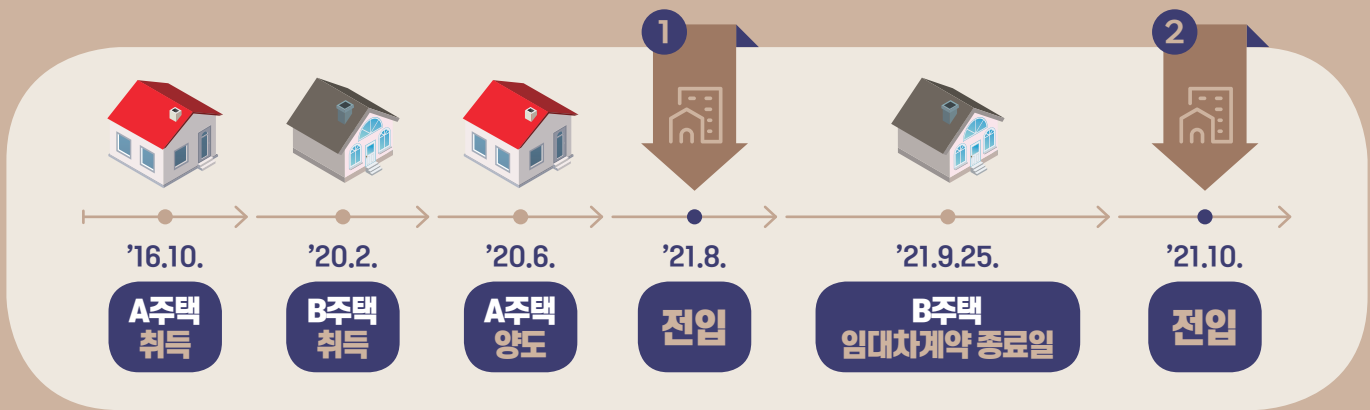 1
2
’16.10.
’20.2.
’20.6.
’21.8.
’21.9.25.
’21.10.
A주택
취득
B주택
취득
A주택
양도
전입
B주택
임대차계약 종료일
전입